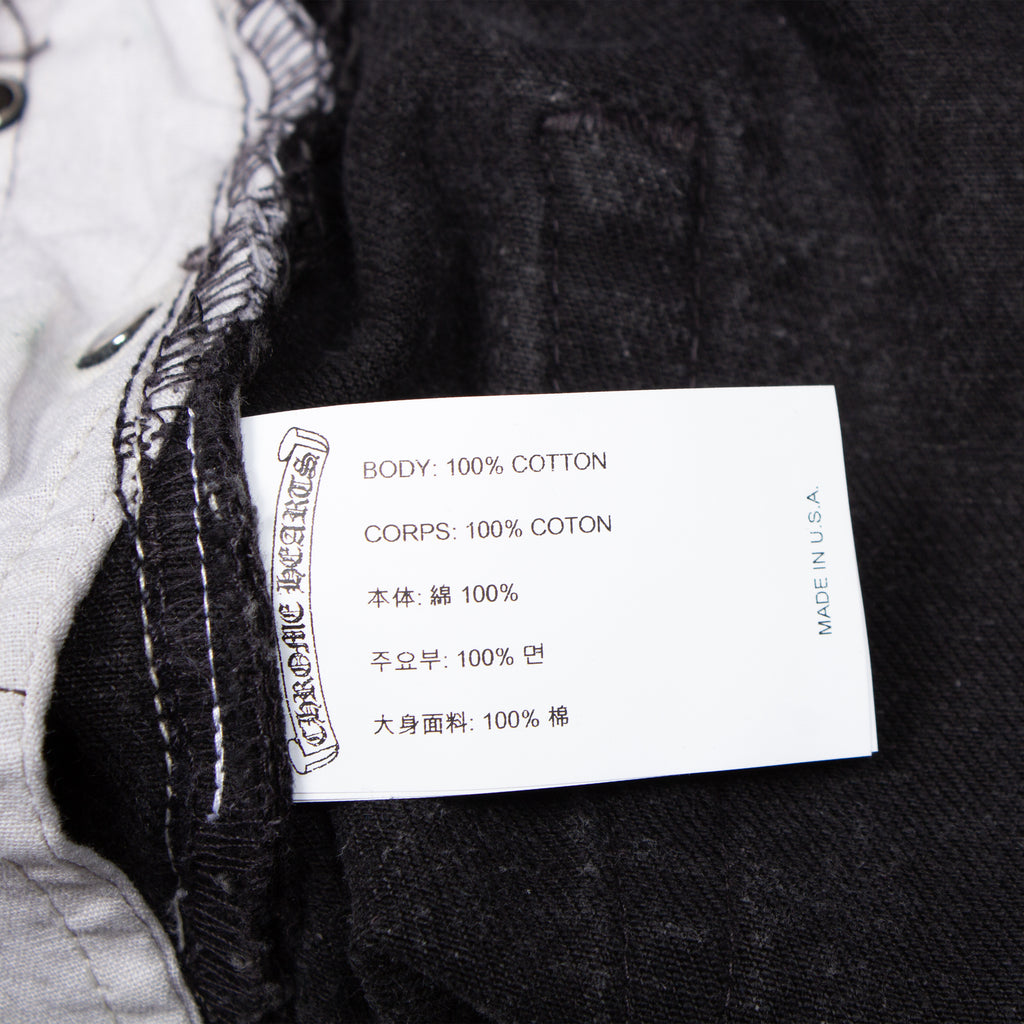 CHROME HEARTS
BODY: 100% COTTON
CORPS: 100% COTON
本体: 綿 100%
주요부: 100% 면
大身面料: 100% 棉
MADE IN U.S.A.